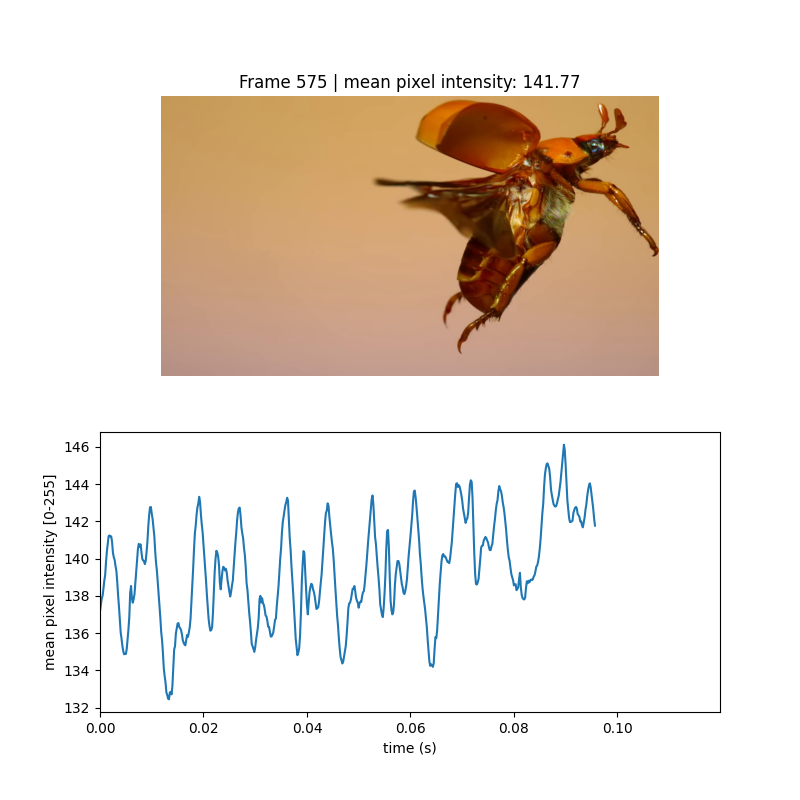 Frame 575 | mean pixel intensity: 141.77
mean pixel intensity [0-255]
146
144
142
140
138
136
134
132
0.00 0.02 0.04 0.06 0.08 0.10
time (s)